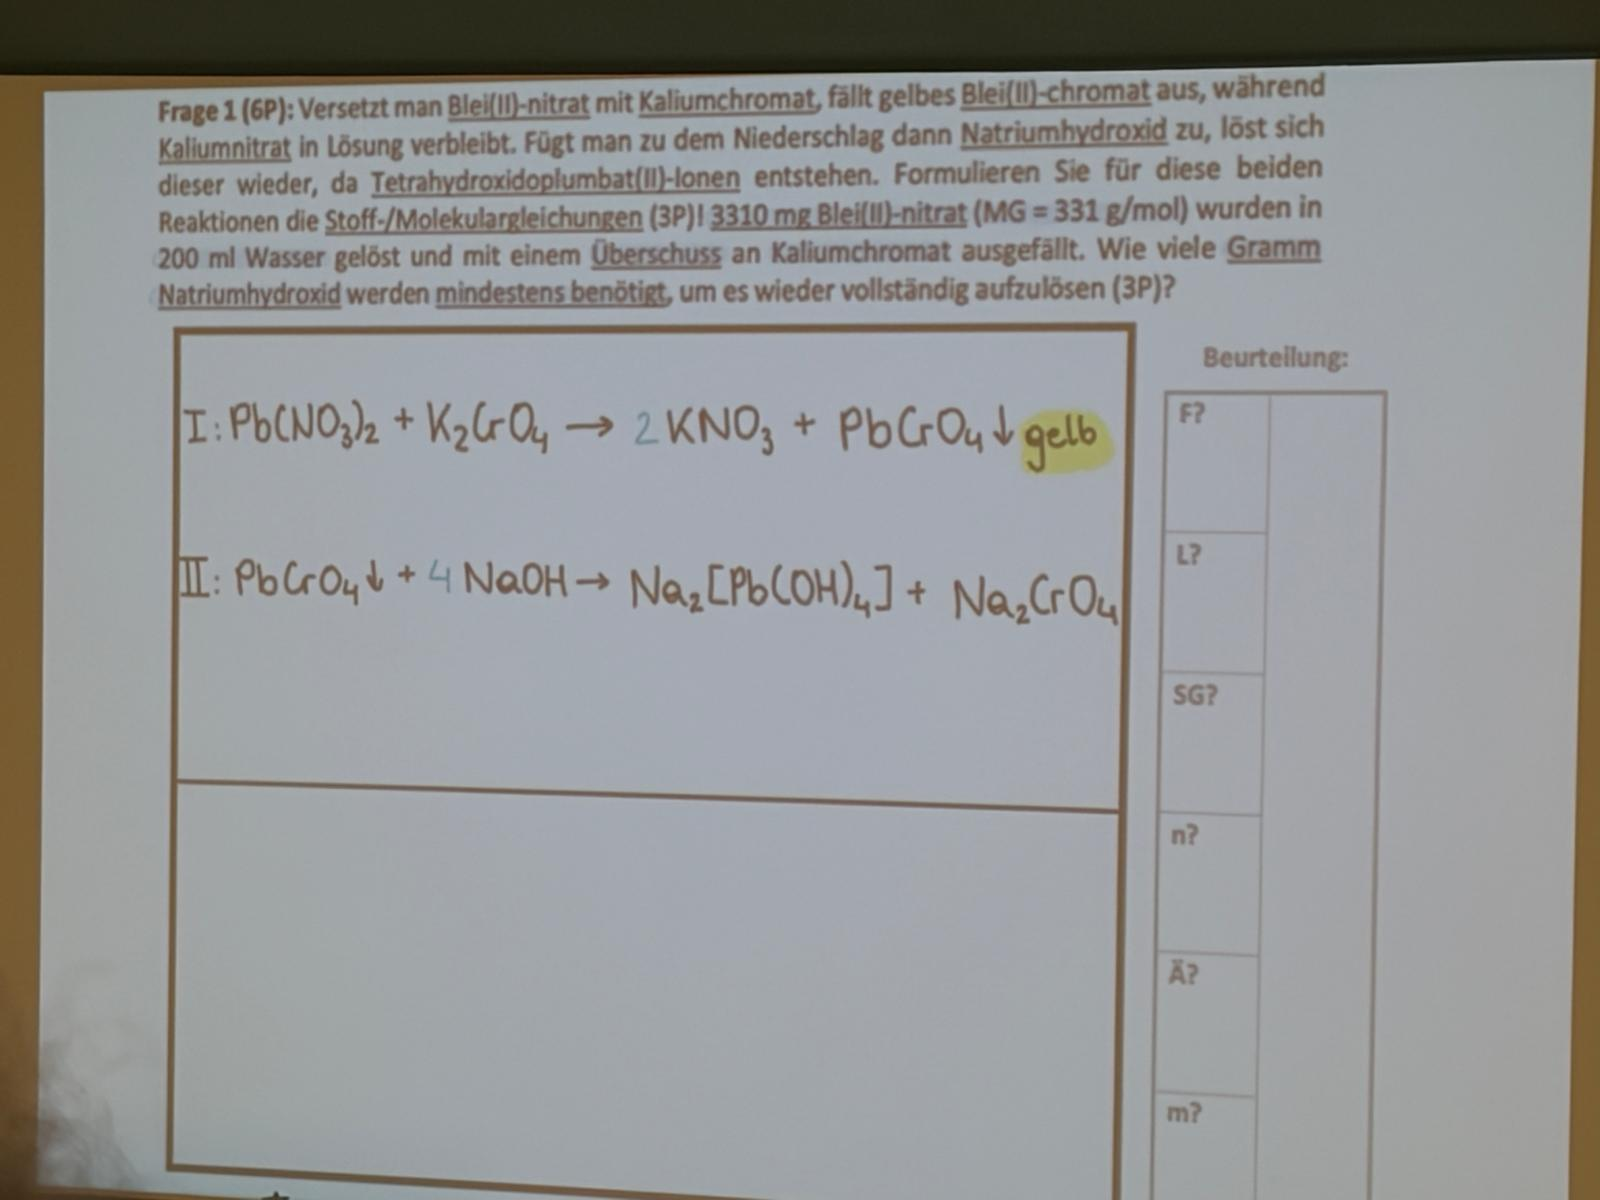 Frage 1 (6P): Versetzt man Blei(II)-nitrat mit Kaliumchromat, fällt gelbes Blei(II)-chromat aus, während
Kaliumnitrat in Lösung verbleibt. Fügt man zu dem Niederschlag dann Natriumhydroxid zu, löst sich
dieser wieder, da Tetrahydroxidoplumbat(II)-Ionen entstehen. Formulieren Sie für diese beiden
Reaktionen die Stoff-/Molekulargleichungen (3P)! 3310 mg Blei(II)-nitrat (MG = 331 g/mol) wurden in
200 ml Wasser gelöst und mit einem Überschuss an Kaliumchromat ausgefällt. Wie viele Gramm
Natriumhydroxid werden mindestens benötigt, um es wieder vollständig aufzulösen (3P)?
Beurteilung:
I: Pb(NO₃)₂ + K₂CrO₄ → 2 KNO₃ + PbCrO₄↓ gelb
II: PbCrO₄↓ + 4 NaOH → Na₂[Pb(OH)₄] + Na₂CrO₄
F?
L?
SG?
n?
Ä?
m?